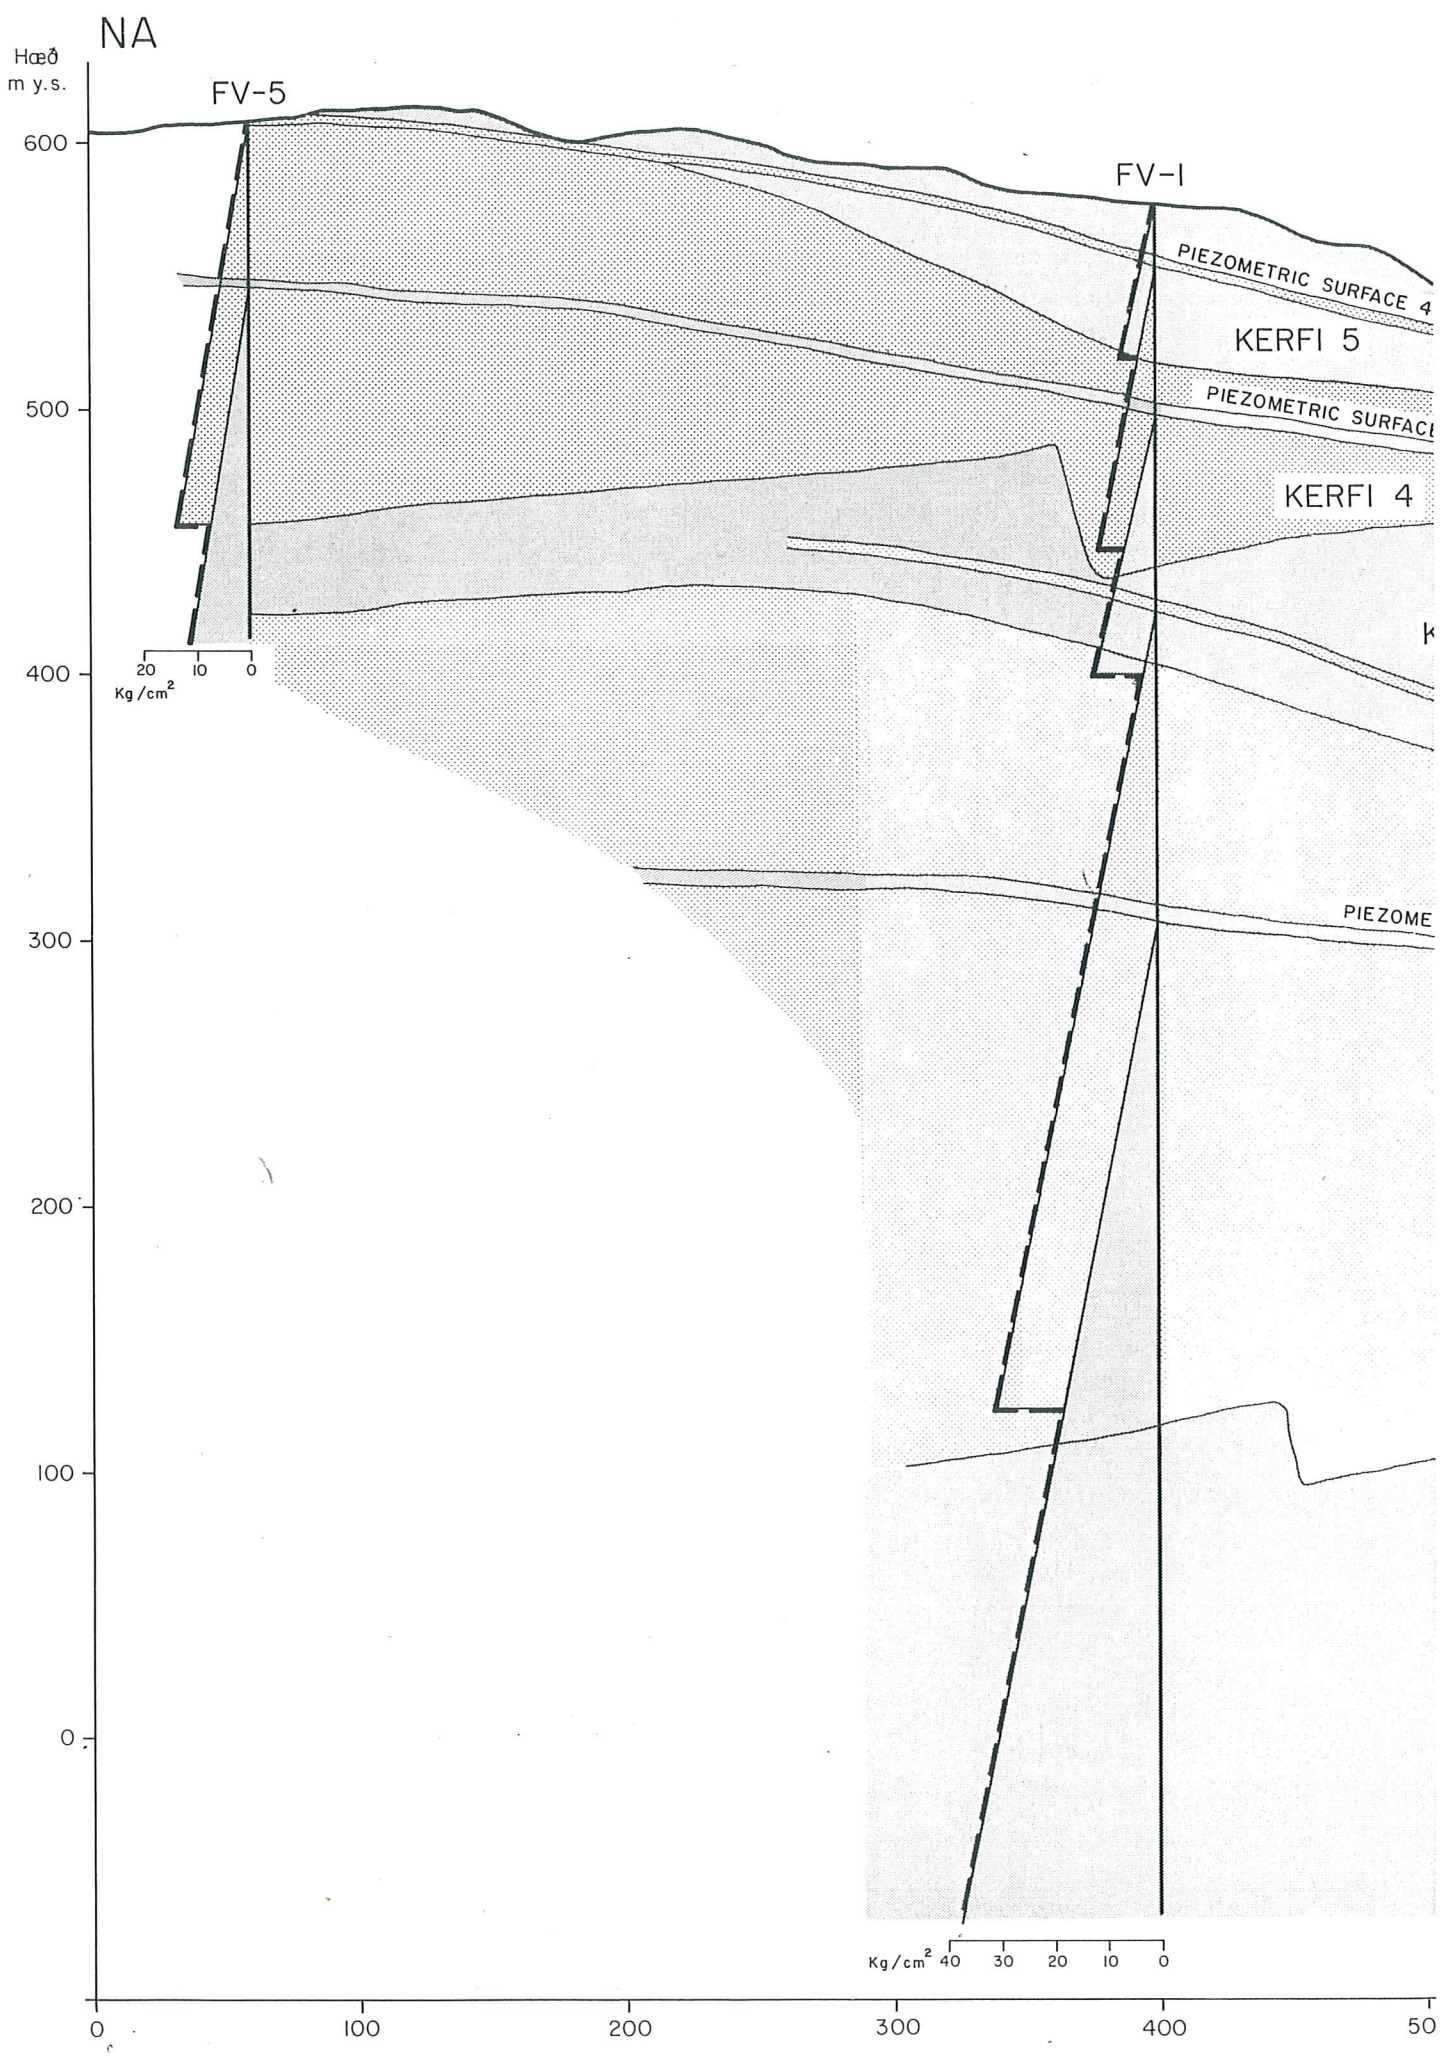 NA
Hæð
m y.s.
FV-5
600
FV-1
PIEZOMETRIC SURFACE 4
KERFI 5
500
PIEZOMETRIC SURFACE
KERFI 4
K
20 10 0
Kg/cm²
400
300
PIEZOME
200
100
0
Kg/cm² 40 30 20 10 0
0 100 200 300 400 50